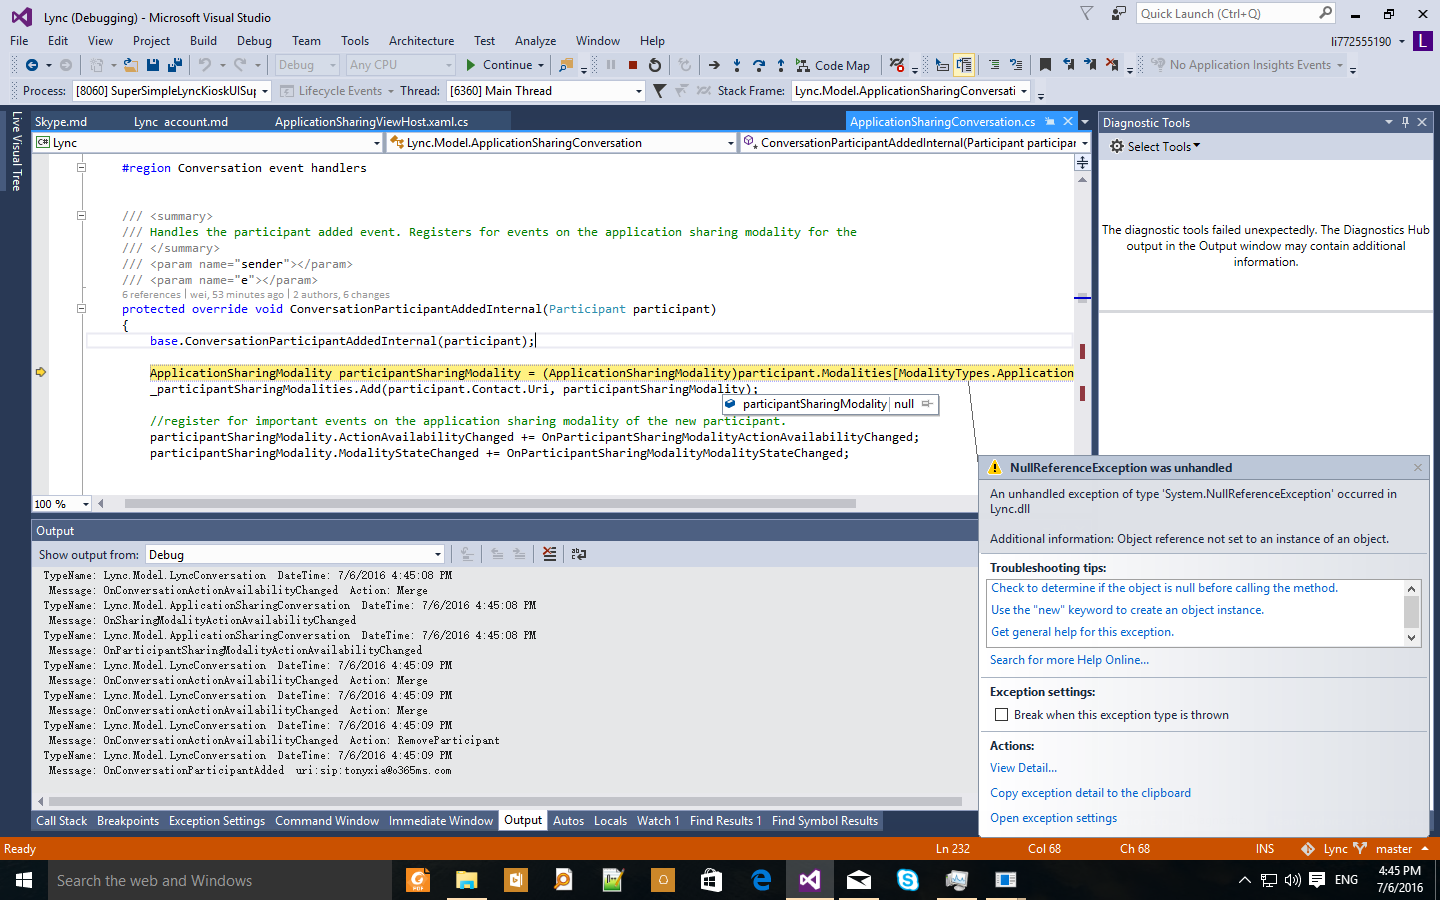 Lync (Debugging) - Microsoft Visual Studio
Quick Launch (Ctrl+Q)
File Edit View Project Build Debug Team Tools Architecture Test Analyze Window Help
li772555190
L
Debug Any CPU Continue Code Map No Application Insights Events
Process: [8060] SuperSimpleLyncKioskUISup Lifecycle Events Thread: [6360] Main Thread Stack Frame: Lync.Model.ApplicationSharingConversati
Live Visual Tree
Skype.md Lync account.md ApplicationSharingViewHost.xaml.cs ApplicationSharingConversation.cs
Lync Lync.Model.ApplicationSharingConversation ConversationParticipantAddedInternal(Participant participar
#region Conversation event handlers
/// <summary>
/// Handles the participant added event. Registers for events on the application sharing modality for the
/// </summary>
/// <param name="sender"></param>
/// <param name="e"></param>
6 references | wei, 53 minutes ago | 2 authors, 6 changes
protected override void ConversationParticipantAddedInternal(Participant participant)
{
base.ConversationParticipantAddedInternal(participant);
ApplicationSharingModality participantSharingModality = (ApplicationSharingModality)participant.Modalities[ModalityTypes.Application
_participantSharingModalities.Add(participant.Contact.Uri, participantSharingModality);
participantSharingModality null
//register for important events on the application sharing modality of the new participant.
participantSharingModality.ActionAvailabilityChanged += OnParticipantSharingModalityActionAvailabilityChanged;
participantSharingModality.ModalityStateChanged += OnParticipantSharingModalityModalityStateChanged;
100 %
Diagnostic Tools
Select Tools
The diagnostic tools failed unexpectedly. The Diagnostics Hub
output in the Output window may contain additional
information.
NullReferenceException was unhandled
An unhandled exception of type 'System.NullReferenceException' occurred in
Lync.dll
Additional information: Object reference not set to an instance of an object.
Troubleshooting tips:
Check to determine if the object is null before calling the method.
Use the "new" keyword to create an object instance.
Get general help for this exception.
Search for more Help Online...
Exception settings:
Break when this exception type is thrown
Actions:
View Detail...
Copy exception detail to the clipboard
Open exception settings
Output
Show output from: Debug
TypeName: Lync.Model.LyncConversation DateTime: 7/6/2016 4:45:08 PM
Message: OnConversationActionAvailabilityChanged Action: Merge
TypeName: Lync.Model.ApplicationSharingConversation DateTime: 7/6/2016 4:45:08 PM
Message: OnSharingModalityActionAvailabilityChanged
TypeName: Lync.Model.ApplicationSharingConversation DateTime: 7/6/2016 4:45:08 PM
Message: OnParticipantSharingModalityActionAvailabilityChanged
TypeName: Lync.Model.LyncConversation DateTime: 7/6/2016 4:45:09 PM
Message: OnConversationActionAvailabilityChanged Action: Merge
TypeName: Lync.Model.LyncConversation DateTime: 7/6/2016 4:45:09 PM
Message: OnConversationActionAvailabilityChanged Action: Merge
TypeName: Lync.Model.LyncConversation DateTime: 7/6/2016 4:45:09 PM
Message: OnConversationActionAvailabilityChanged Action: RemoveParticipant
TypeName: Lync.Model.LyncConversation DateTime: 7/6/2016 4:45:09 PM
Message: OnConversationParticipantAdded uri:sip:tonyxia@o365ms.com
Call Stack Breakpoints Exception Settings Command Window Immediate Window Output Autos Locals Watch 1 Find Results 1 Find Symbol Results
Ready Ln 232 Col 68 Ch 68 INS Lync master
Search the web and Windows
ENG
4:45 PM
7/6/2016